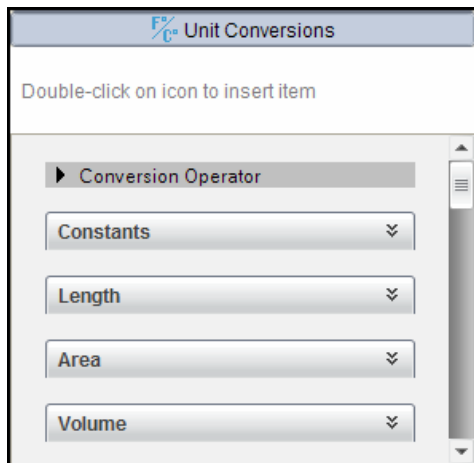 F°/C° Unit Conversions
Double-click on icon to insert item
Conversion Operator
Constants
Length
Area
Volume